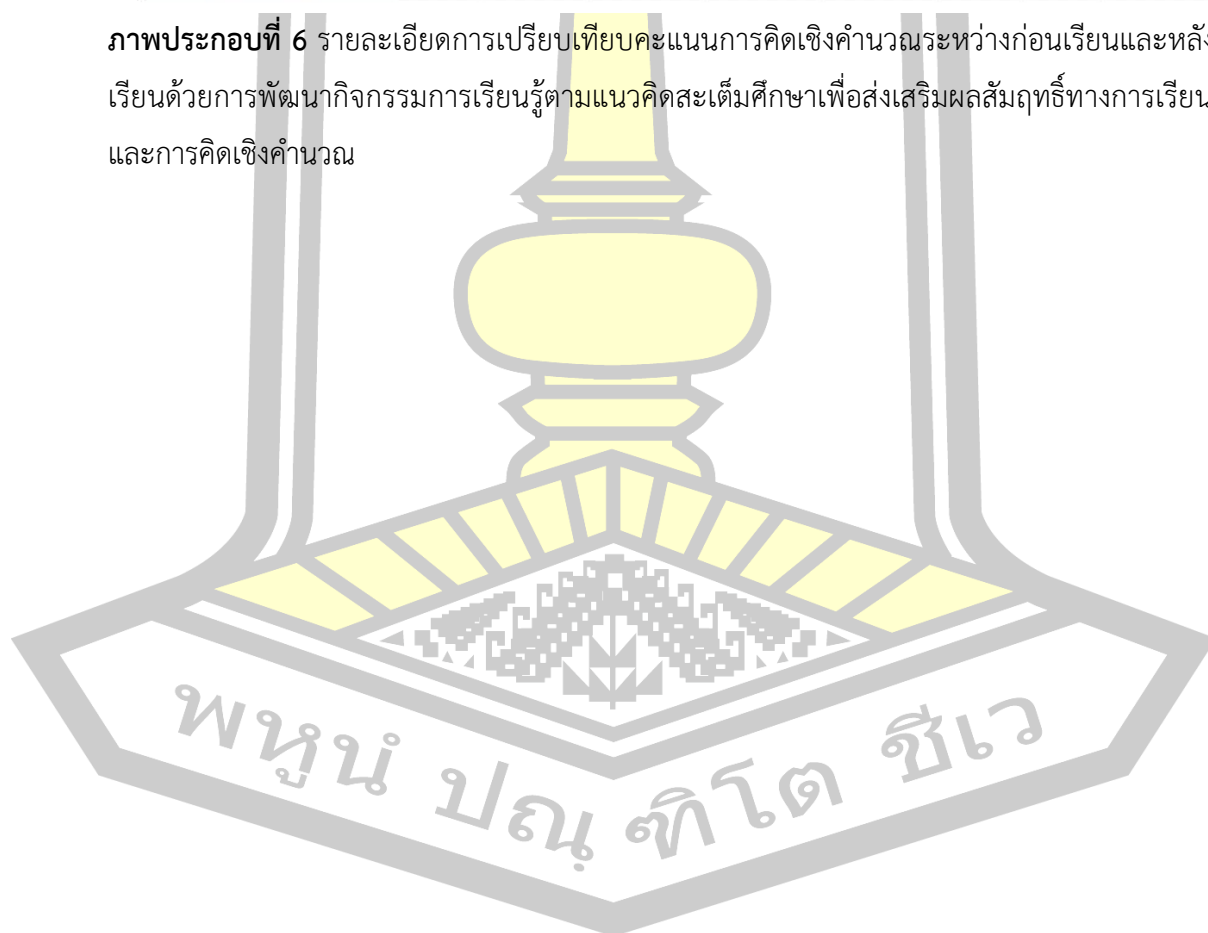 ภาพประกอบที่ 6 รายละเอียดการเปรียบเทียบคะแนนการคิดเชิงคำนวณระหว่างก่อนเรียนและหลัง
เรียนด้วยการพัฒนากิจกรรมการเรียนรู้ตามแนวคิดสะเต็มศึกษาเพื่อส่งเสริมผลสัมฤทธิ์ทางการเรียน
และการคิดเชิงคำนวณ
พหูนํ ปณฺ ฑิโต ชีเว